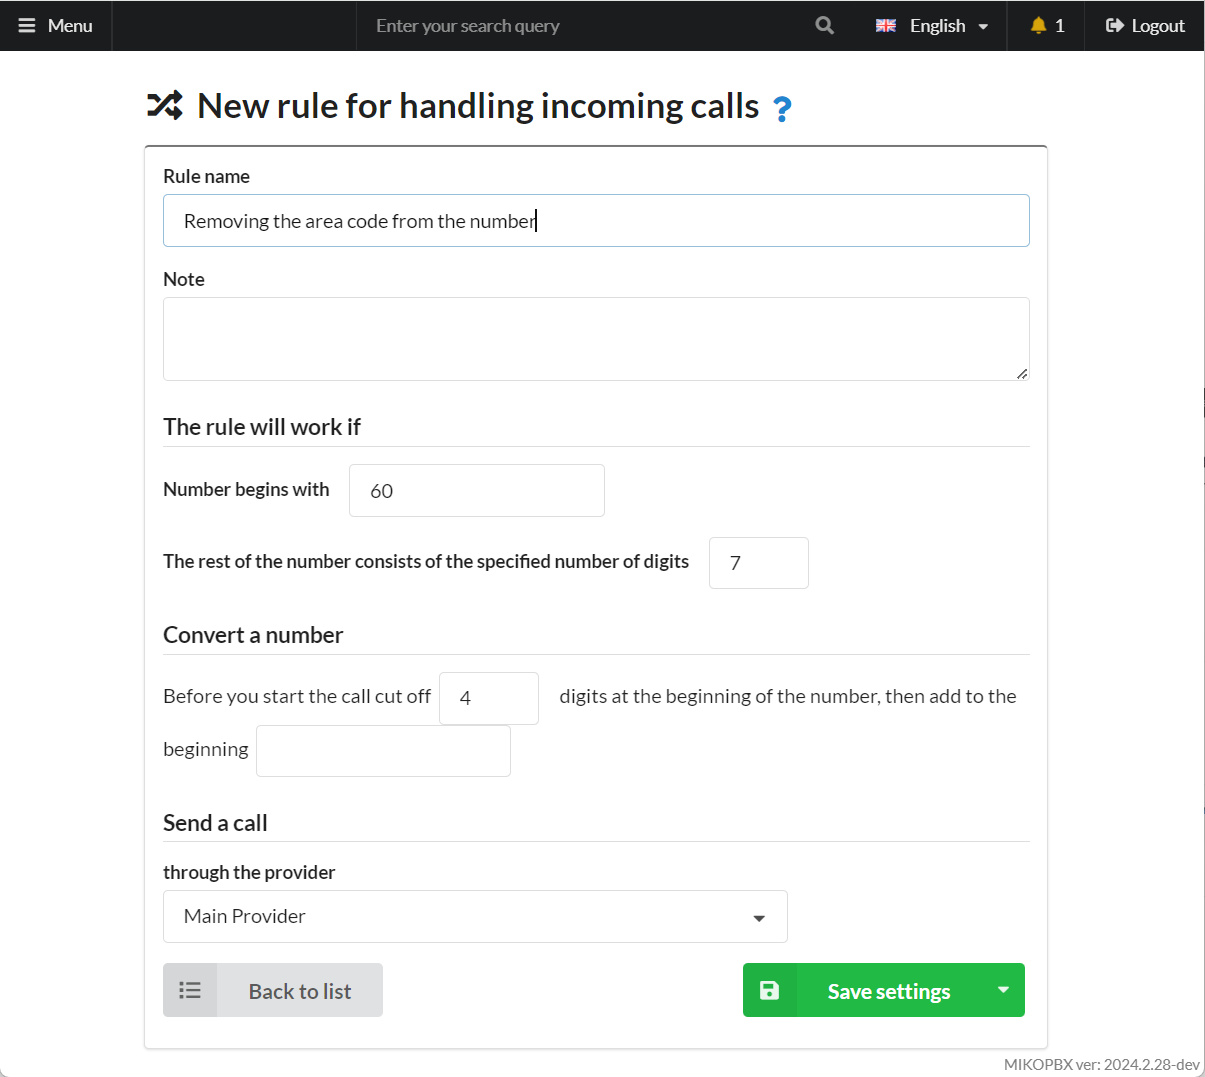 Menu
Enter your search query
English
1
Logout
New rule for handling incoming calls ?
Rule name
Removing the area code from the number
Note
The rule will work if
Number begins with
60
The rest of the number consists of the specified number of digits
7
Convert a number
Before you start the call cut off 4 digits at the beginning of the number, then add to the
beginning
Send a call
through the provider
Main Provider
Back to list
Save settings
MIKOPBX ver: 2024.2.28-dev